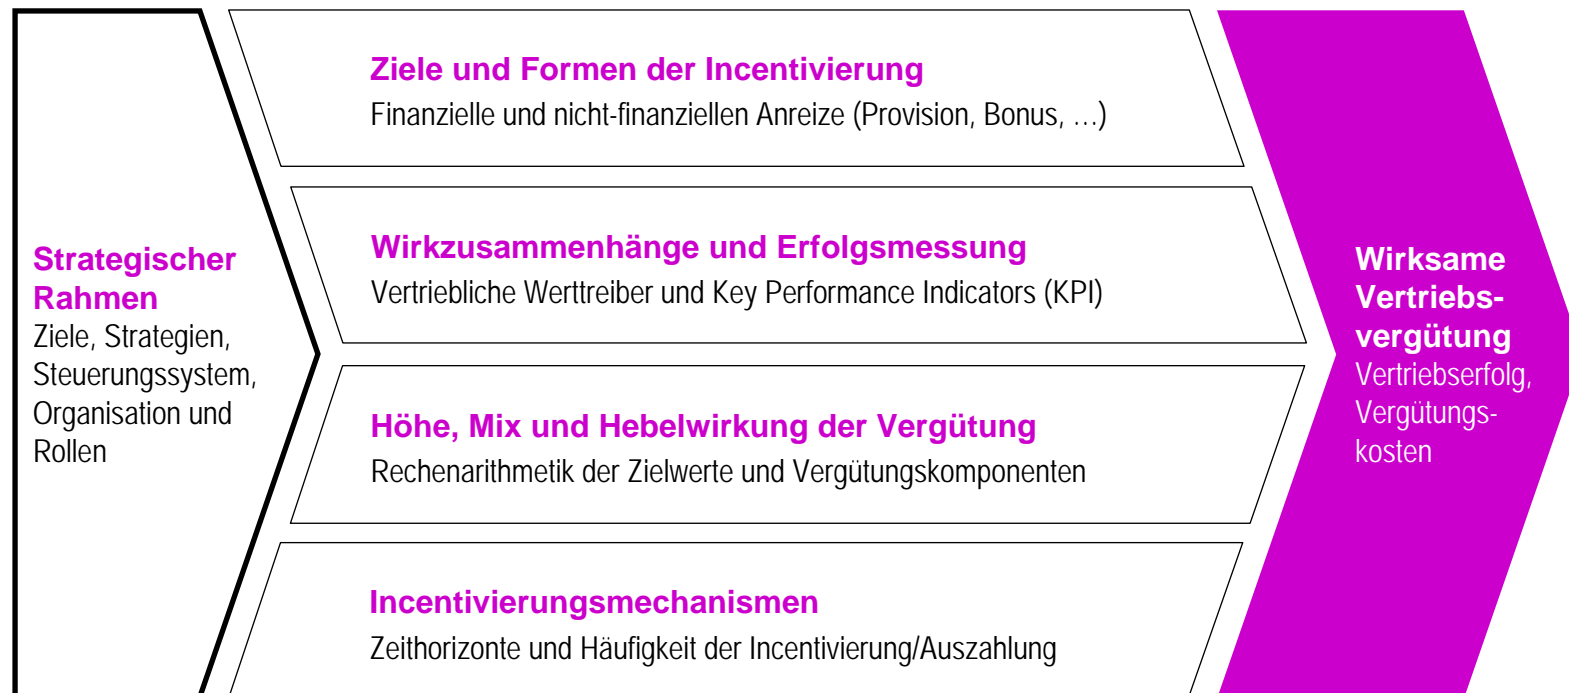 Strategischer
Rahmen
Ziele, Strategien,
Steuerungssystem,
Organisation und
Rollen
Ziele und Formen der Incentivierung
Finanzielle und nicht-finanziellen Anreize (Provision, Bonus, …)
Wirkzusammenhänge und Erfolgsmessung
Vertriebliche Werttreiber und Key Performance Indicators (KPI)
Höhe, Mix und Hebelwirkung der Vergütung
Rechenarithmetik der Zielwerte und Vergütungskomponenten
Incentivierungsmechanismen
Zeithorizonte und Häufigkeit der Incentivierung/Auszahlung
Wirksame
Vertriebs-
vergütung
Vertriebserfolg,
Vergütungs-
kosten